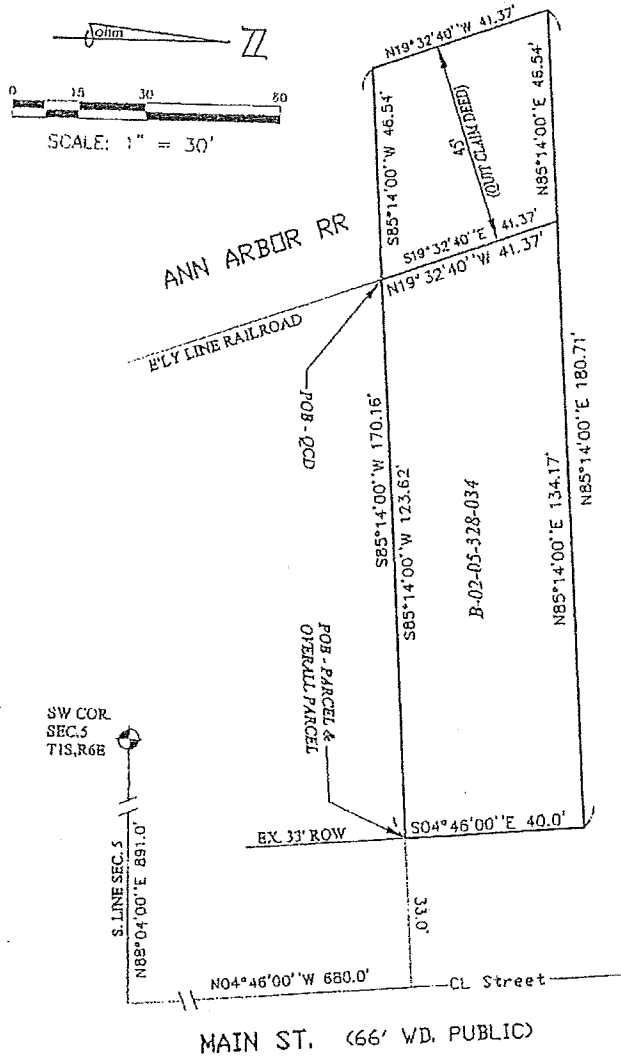 N
0 15 30 60
SCALE: 1" = 30'
N19°32'40"W 41.37'
S85°14'00"W 46.54'
45'
(QUIT CLAIM DEED)
N85°14'00"E 46.54'
ANN ARBOR RR
S19°32'40"E 41.37'
N19°32'40"W 41.37'
E'LY LINE RAILROAD
POB - QCD
S85°14'00"W 170.16'
S85°14'00"W 123.62'
B-02-05-328-034
N85°14'00"E 134.17'
N85°14'00"E 180.71'
POB - PARCEL &
OVERALL PARCEL
SW COR.
SEC.5
T1S,R6E
S. LINE SEC. 5
N88°04'00"E 891.0'
EX. 33' ROW
S04°46'00"E 40.0'
33.0'
N04°46'00"W 680.0'
CL Street
MAIN ST. (66' WD. PUBLIC)